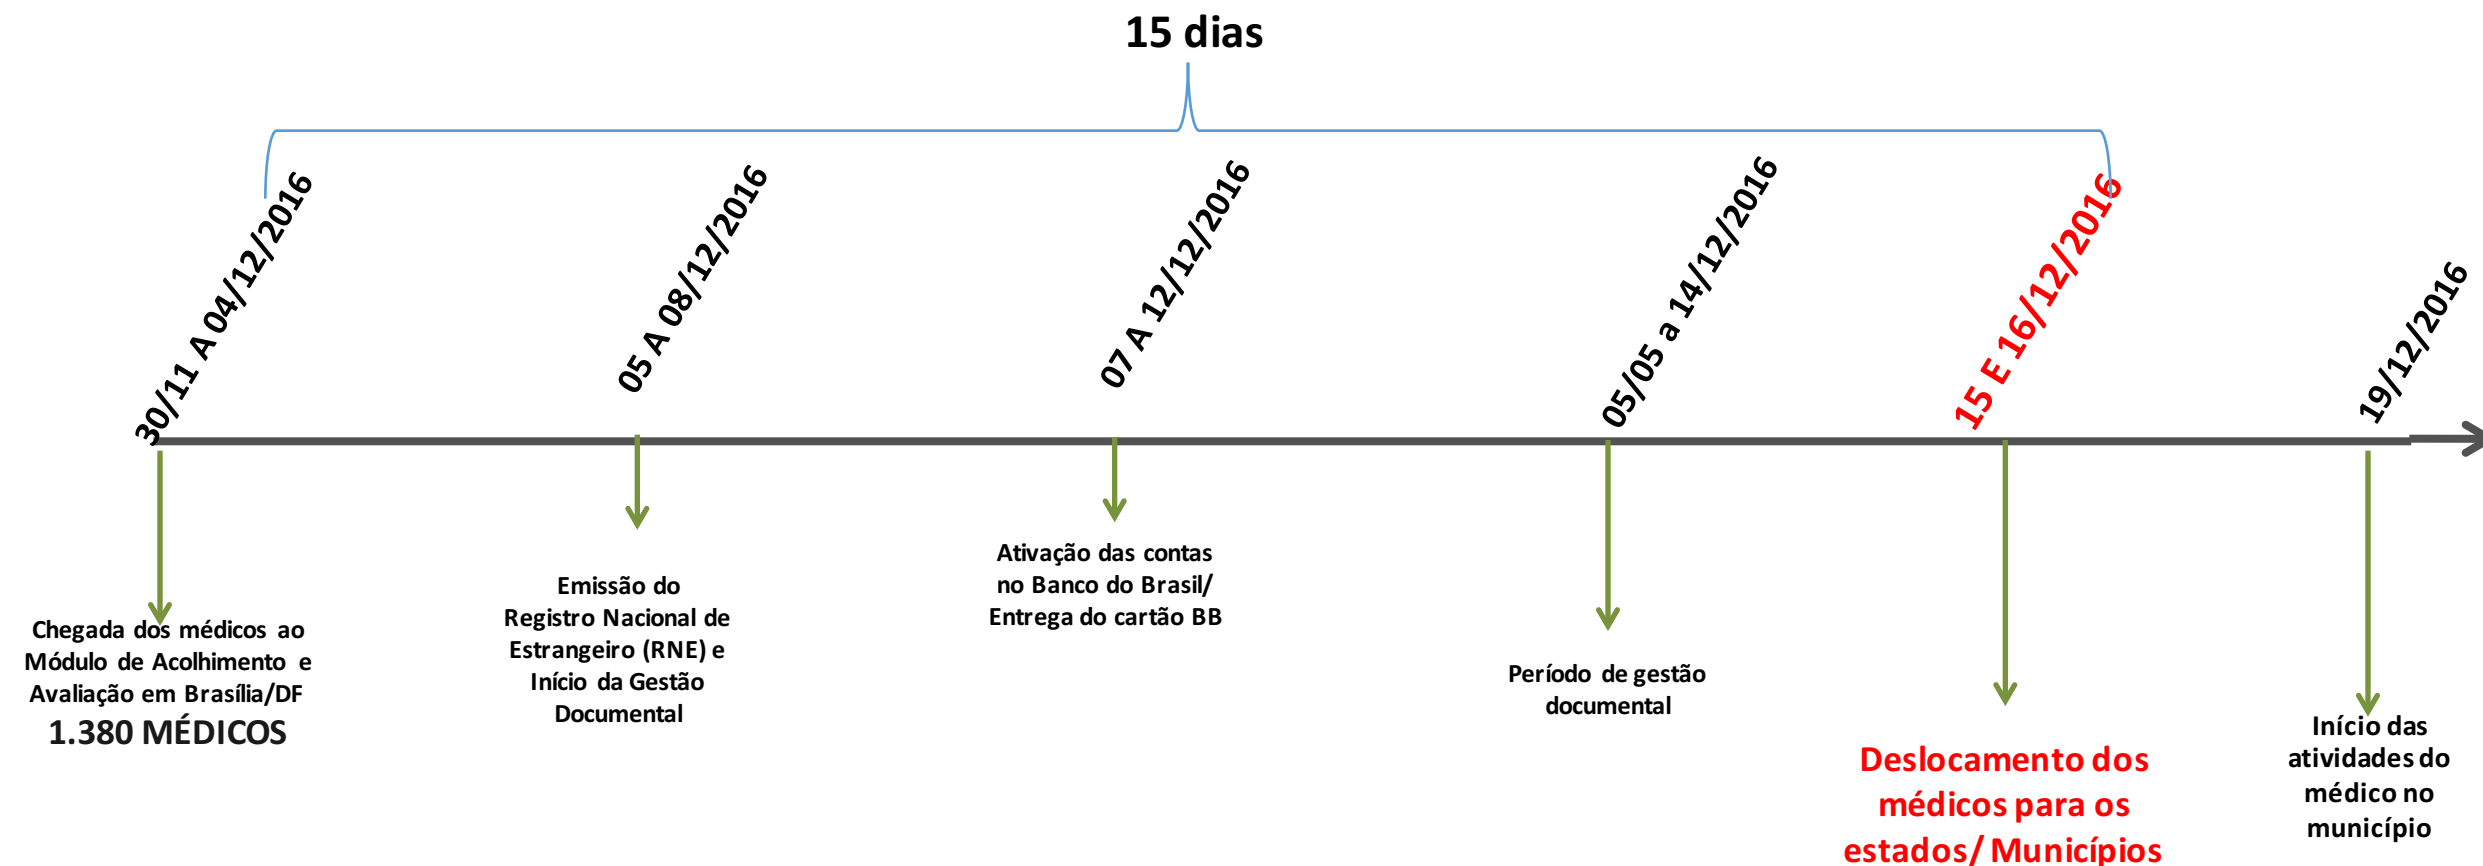 15 dias
30/11 A 04/12/2016
05 A 08/12/2016
07 A 12/12/2016
05/05 a 14/12/2016
15 E 16/12/2016
19/12/2016
Chegada dos médicos ao
Módulo de Acolhimento e
Avaliação em Brasília/DF
1.380 MÉDICOS
Emissão do
Registro Nacional de
Estrangeiro (RNE) e
Início da Gestão
Documental
Ativação das contas
no Banco do Brasil/
Entrega do cartão BB
Período de gestão
documental
Deslocamento dos
médicos para os
estados/ Municípios
Início das
atividades do
médico no
município